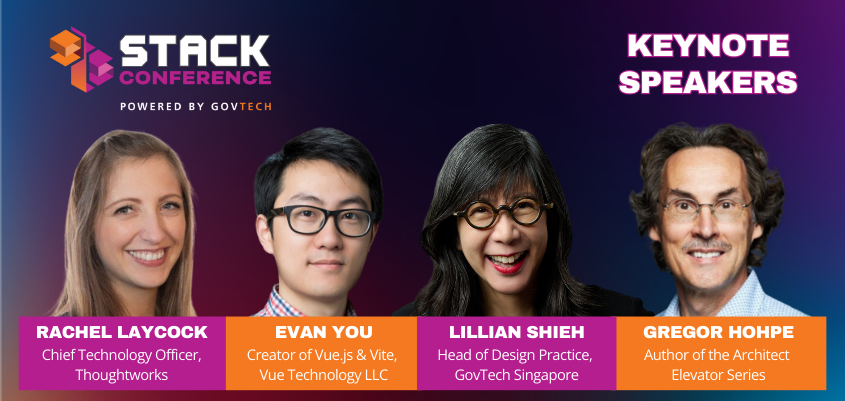 STACK
CONFERENCE
POWERED BY GOVTECH
KEYNOTE
SPEAKERS
RACHEL LAYCOCK
Chief Technology Officer,
Thoughtworks
EVAN YOU
Creator of Vue.js & Vite,
Vue Technology LLC
LILLIAN SHIEH
Head of Design Practice,
GovTech Singapore
GREGOR HOHPE
Author of the Architect
Elevator Series